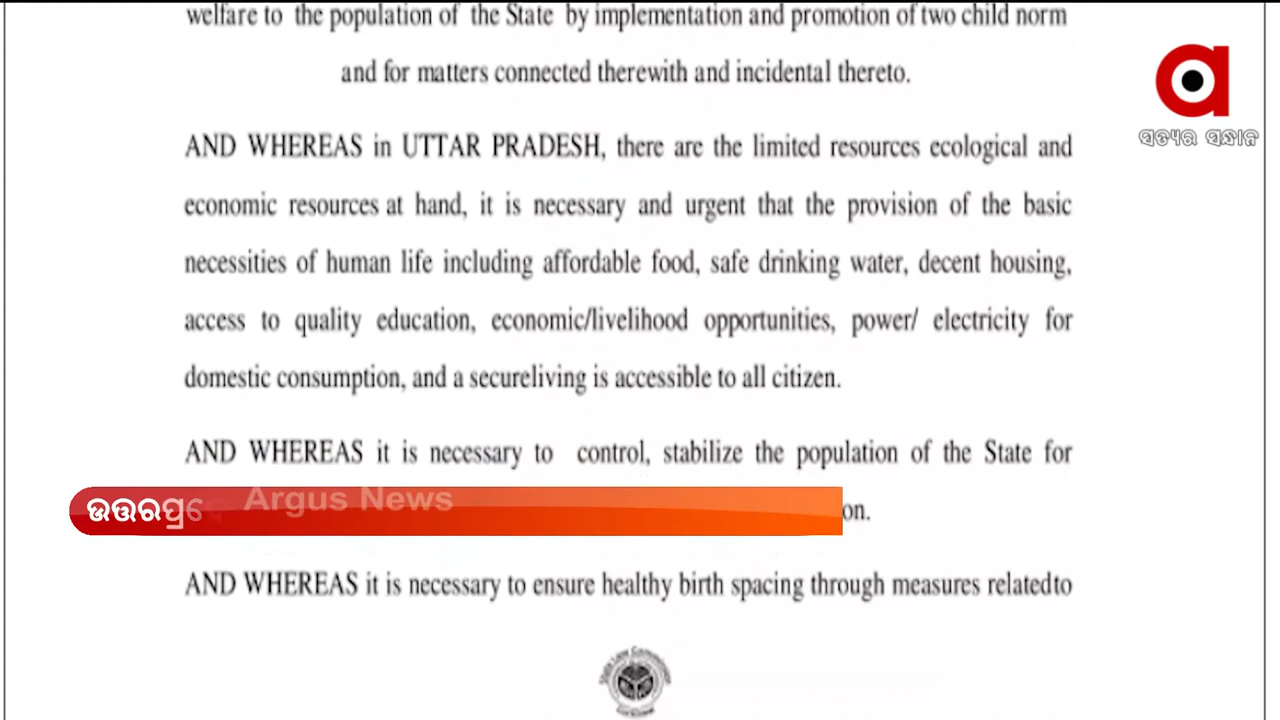 welfare to the population of the State by implementation and promotion of two child norm
and for matters connected therewith and incidental thereto.
ସତ୍ୟର ସନ୍ଧାନ
AND WHEREAS in UTTAR PRADESH, there are the limited resources ecological and
economic resources at hand, it is necessary and urgent that the provision of the basic
necessities of human life including affordable food, safe drinking water, decent housing,
access to quality education, economic/livelihood opportunities, power/ electricity for
domestic consumption, and a secureliving is accessible to all citizen.
AND WHEREAS it is necessary to control, stabilize the population of the State for
Argus News
ଉତ୍ତରପ୍ରଦେ
on.
AND WHEREAS it is necessary to ensure healthy birth spacing through measures relatedto
State Law Commission